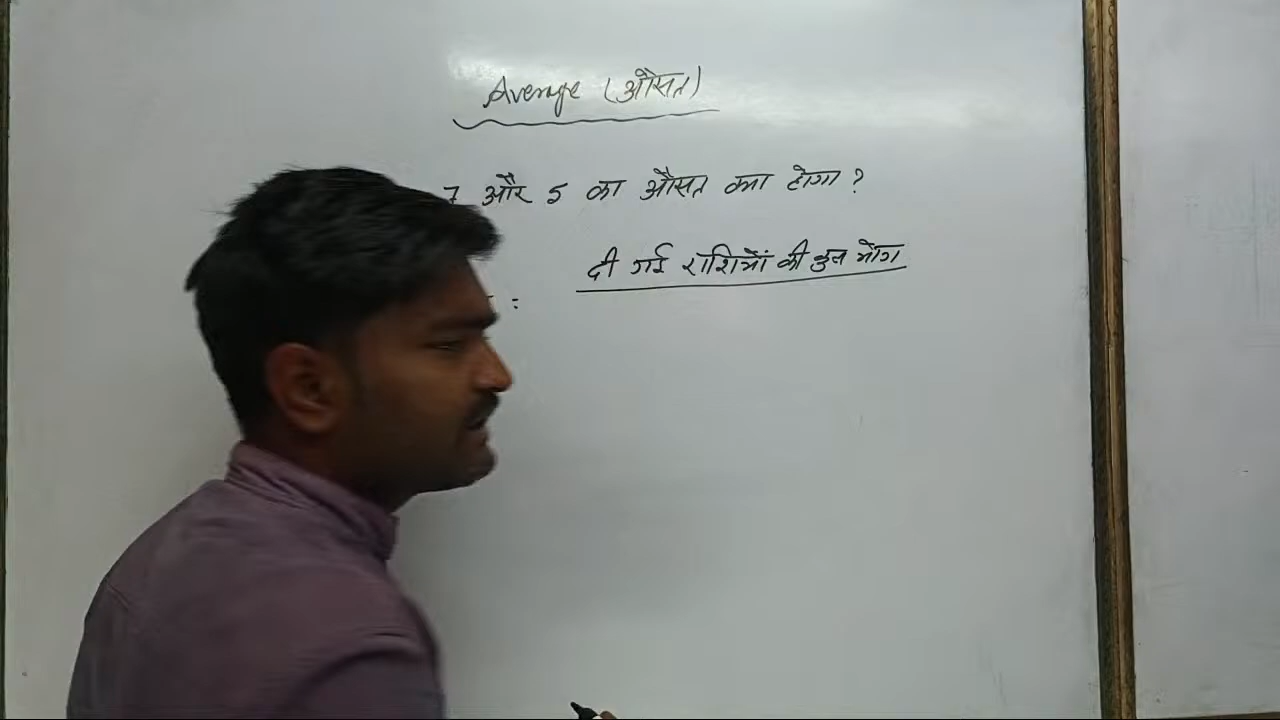 Average (औसत)
7 और 5 का औसत क्या होगा ?
दी गई राशियों की कुल योग
=